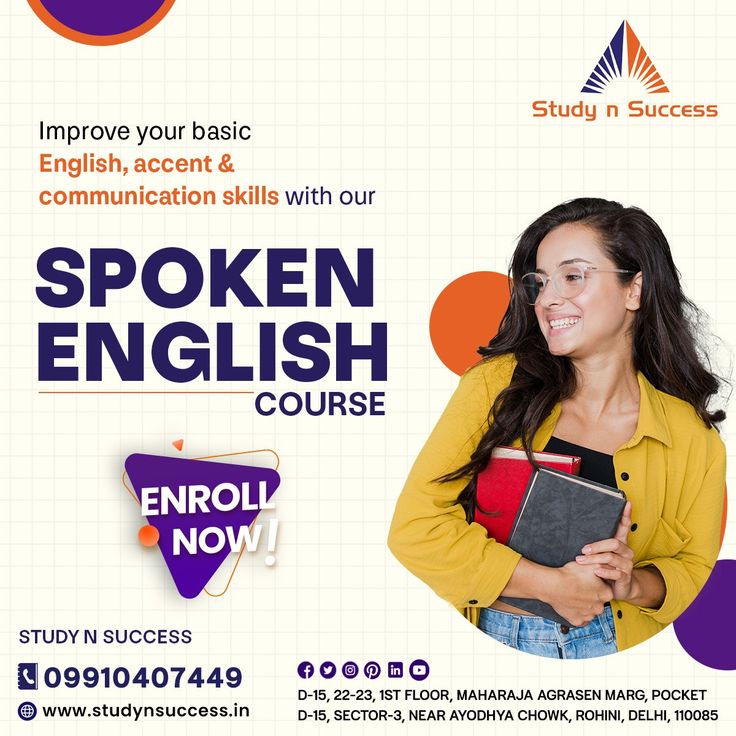 Study n Success
Improve your basic
English, accent &
communication skills with our
SPOKEN
ENGLISH
COURSE
ENROLL
NOW!
STUDY N SUCCESS
09910407449
www.studynsuccess.in
D-15, 22-23, 1ST FLOOR, MAHARAJA AGRASEN MARG, POCKET
D-15, SECTOR-3, NEAR AYODHYA CHOWK, ROHINI, DELHI, 110085